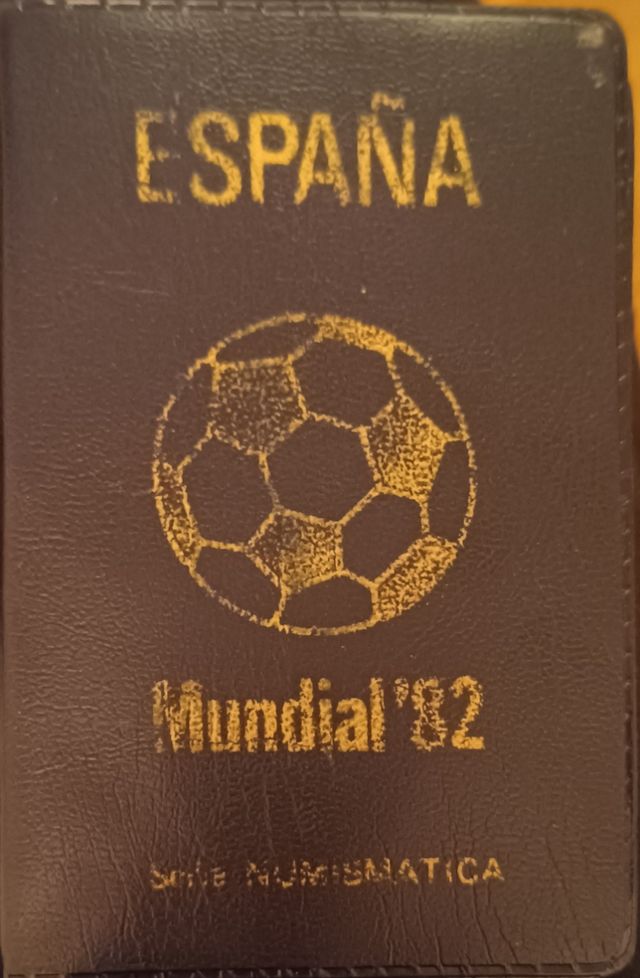 ESPAÑA
Mundial '82
Serie NUMISMATICA